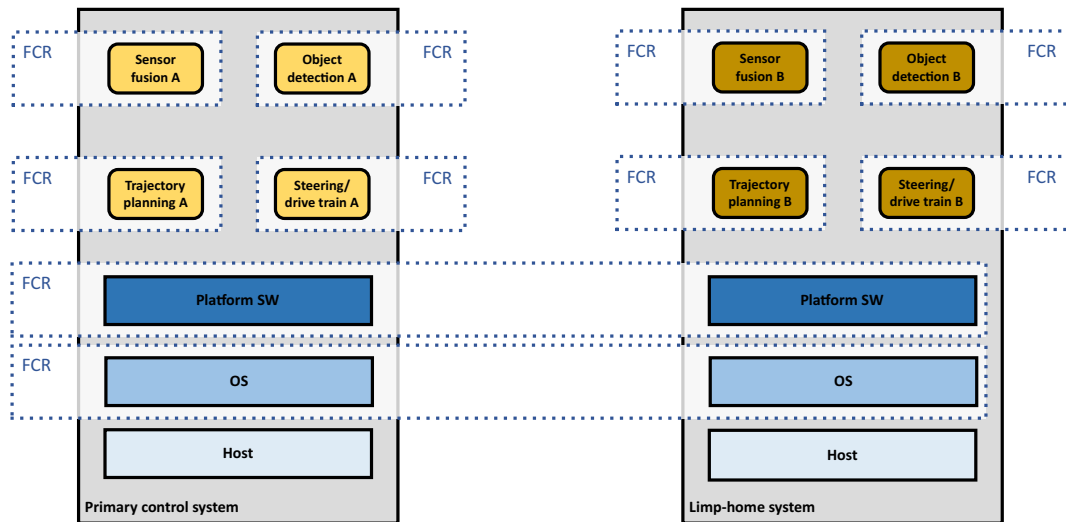 FCR
Sensor
fusion A
Object
detection A
FCR
FCR
Sensor
fusion B
Object
detection B
FCR
FCR
Trajectory
planning A
Steering/
drive train A
FCR
FCR
Trajectory
planning B
Steering/
drive train B
FCR
FCR
Platform SW
Platform SW
FCR
OS
OS
Host
Host
Primary control system
Limp-home system